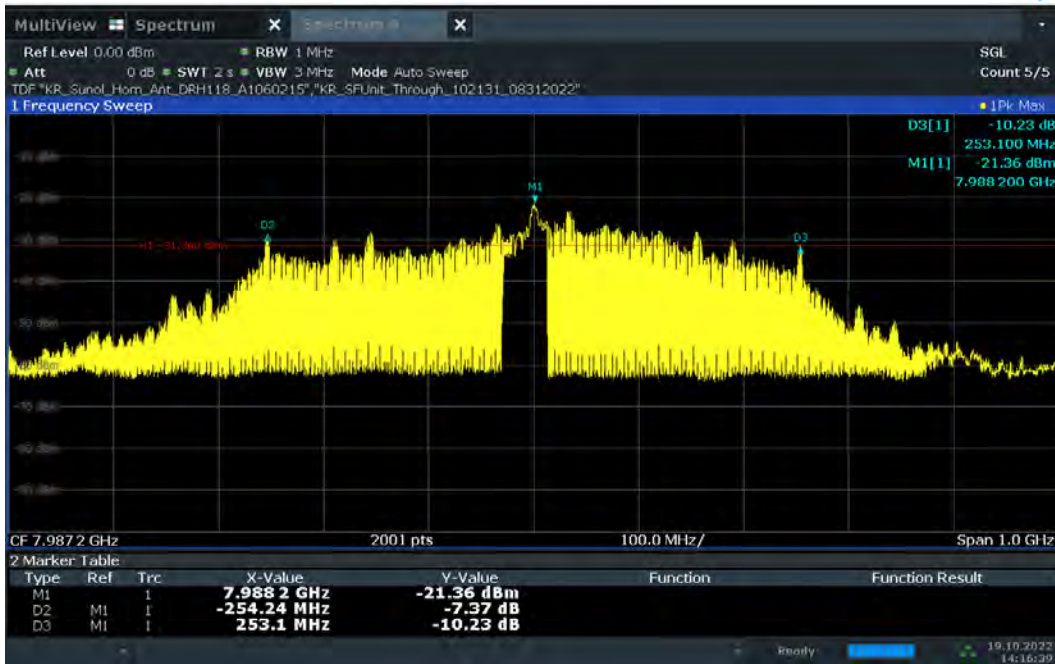 MultiView Spectrum X X
Ref Level 0.00 dBm RBW 1 MHz SGL
Att 0 dB SWT 2 s VBW 3 MHz Mode Auto Sweep Count 5/5
TDF "KR_Sunol_Horn_Ant_DRH118_A1060215","KR_SFUnit_Through_102131_08312022"
1 Frequency Sweep 1Pk Max
D3[1] -10.23 dB
253.100 MHz
M1[1] -21.36 dBm
7.988 200 GHz
M1
D2
D3
CF 7.987 2 GHz 2001 pts 100.0 MHz/ Span 1.0 GHz
2 Marker Table
Type Ref Trc X-Value Y-Value Function Function Result
M1 1 7.988 2 GHz -21.36 dBm
D2 M1 1 -254.24 MHz -7.37 dB
D3 M1 1 253.1 MHz -10.23 dB
Ready 19.10.2022
14:16:29